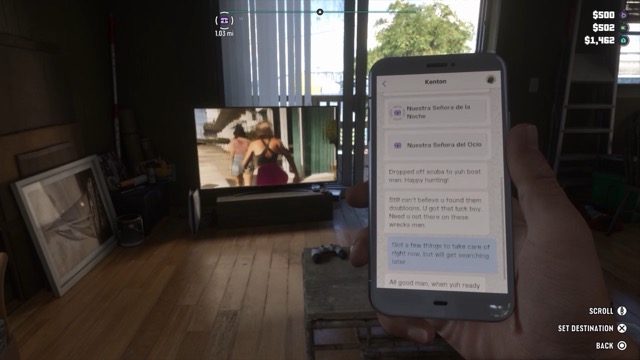 $500
$502
$1,462
1.03 mi
Kenton
Nuestra Señora de la
Noche
Nuestra Señora del Ocio
Dropped off scuba to yuh boat
man. Happy hunting!
Still can't believe u found them
doubloons. U got that luck boy.
Need u out there on these
wrecks man.
Got a few things to take care of
right now, but will get searching
later.
All good man, when yuh ready.
SCROLL
SET DESTINATION
BACK